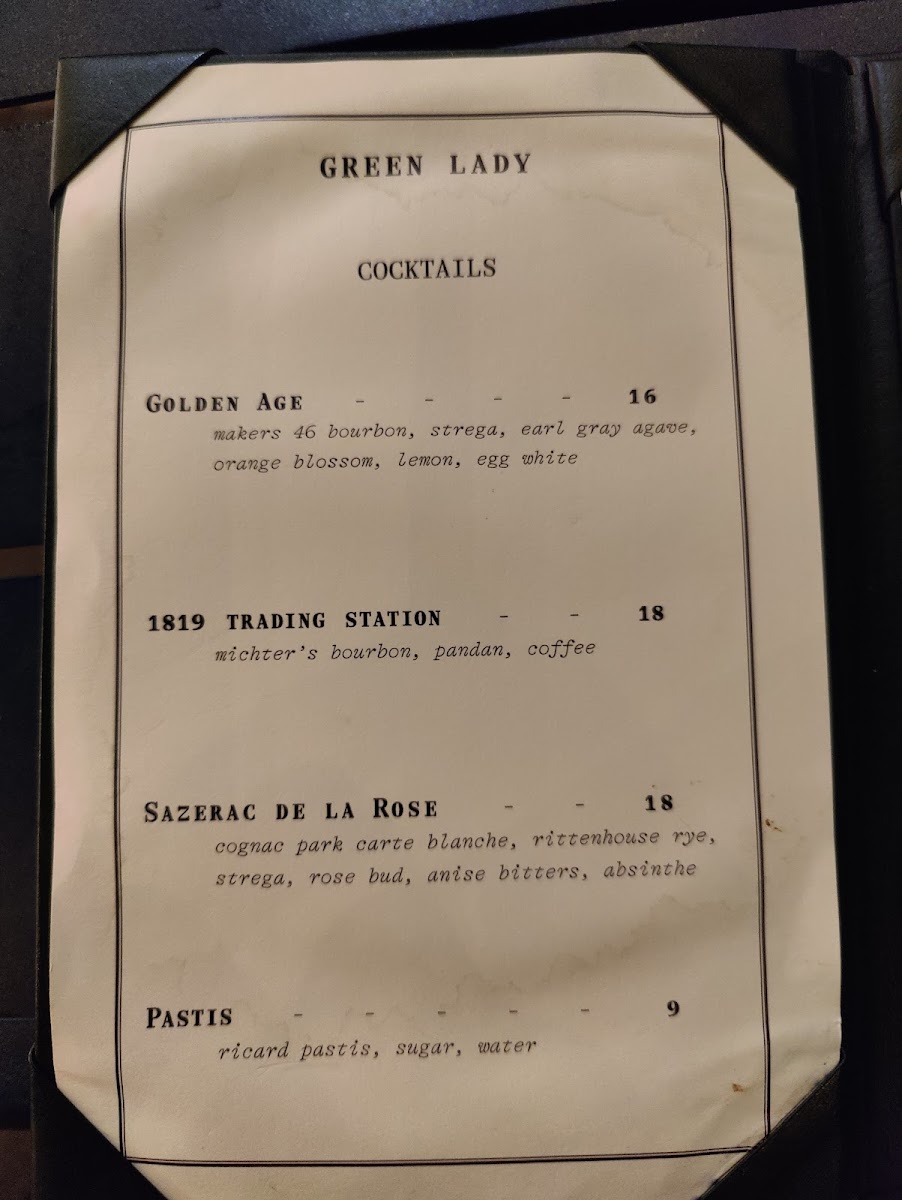 GREEN LADY
COCKTAILS
GOLDEN AGE - - - - 16
makers 46 bourbon, strega, earl gray agave,
orange blossom, lemon, egg white
1819 TRADING STATION - - 18
michter's bourbon, pandan, coffee
SAZERAC DE LA ROSE - - 18
cognac park carte blanche, rittenhouse rye,
strega, rose bud, anise bitters, absinthe
PASTIS - - - - - 9
ricard pastis, sugar, water